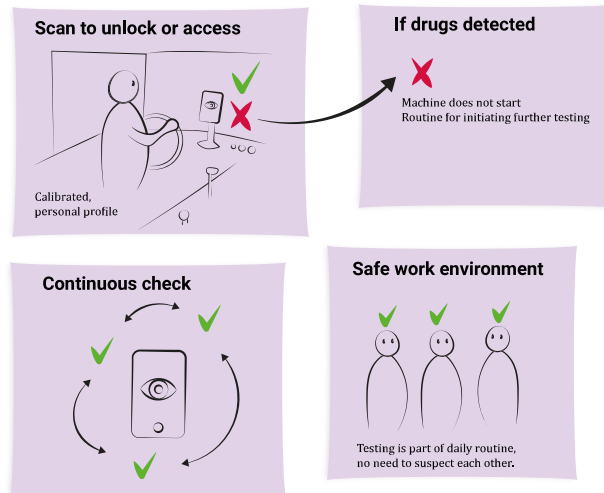 Scan to unlock or access
Calibrated,
personal profile
If drugs detected
Machine does not start
Routine for initiating further testing
Continuous check
Safe work environment
Testing is part of daily routine,
no need to suspect each other.